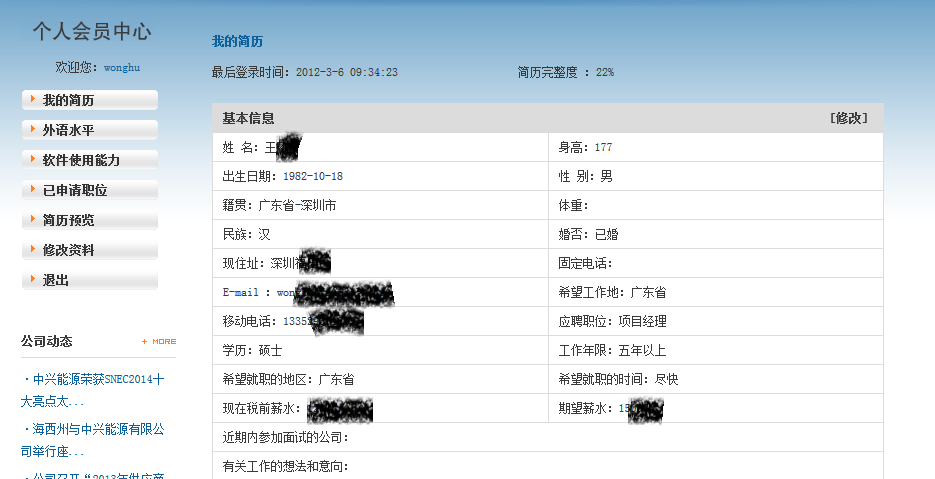 个人会员中心
欢迎您：wonghu
我的简历
外语水平
软件使用能力
已申请职位
简历预览
修改资料
退出
公司动态
+ MORE
·中兴能源荣获SNEC2014十
大亮点太...
·海西州与中兴能源有限公
司举行座...
·公司召开“2013年供应商
我的简历
最后登录时间：2012-3-6 09:34:23
简历完整度 ：22%
基本信息 [修改]
姓 名：王
身高：177
出生日期：1982-10-18
性 别：男
籍贯：广东省-深圳市
体重：
民族：汉
婚否：已婚
现住址：深圳
固定电话：
E-mail ：won
希望工作地：广东省
移动电话：1335
应聘职位：项目经理
学历：硕士
工作年限：五年以上
希望就职的地区：广东省
希望就职的时间：尽快
现在税前薪水：
期望薪水：15
近期内参加面试的公司：
有关工作的想法和意向：